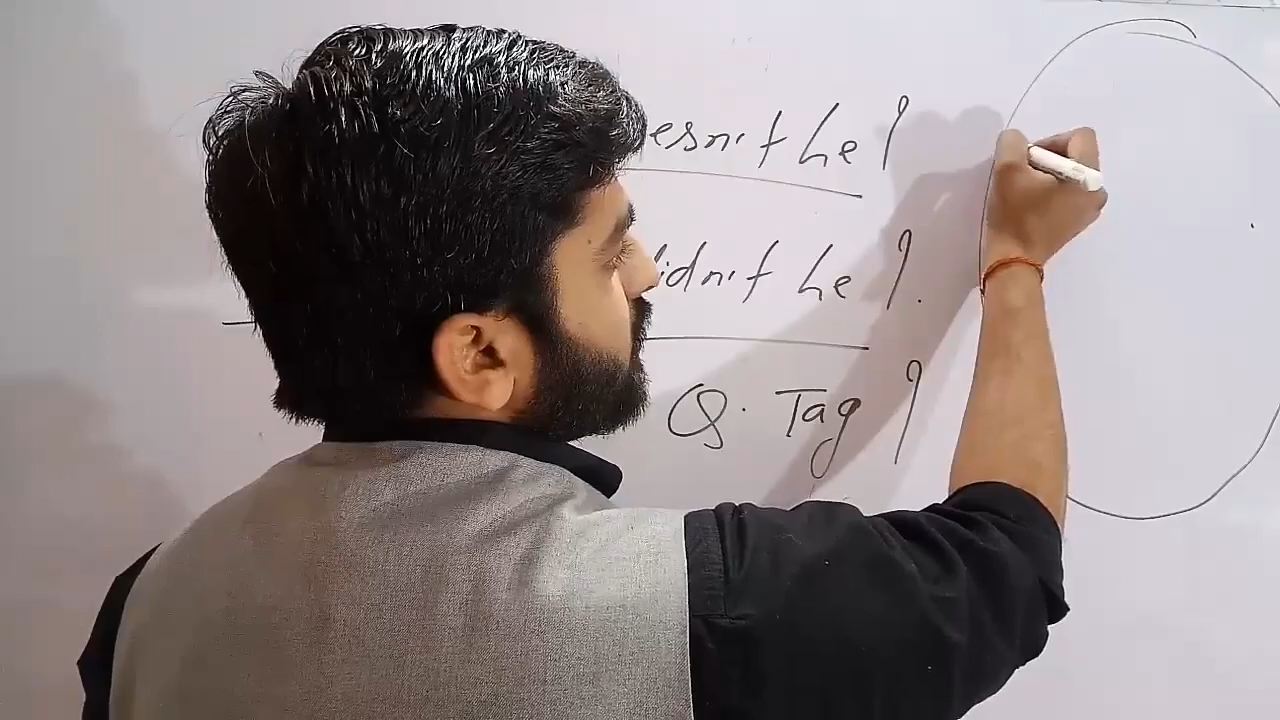 esn't he ?
idn't he ?
Q. Tag ?